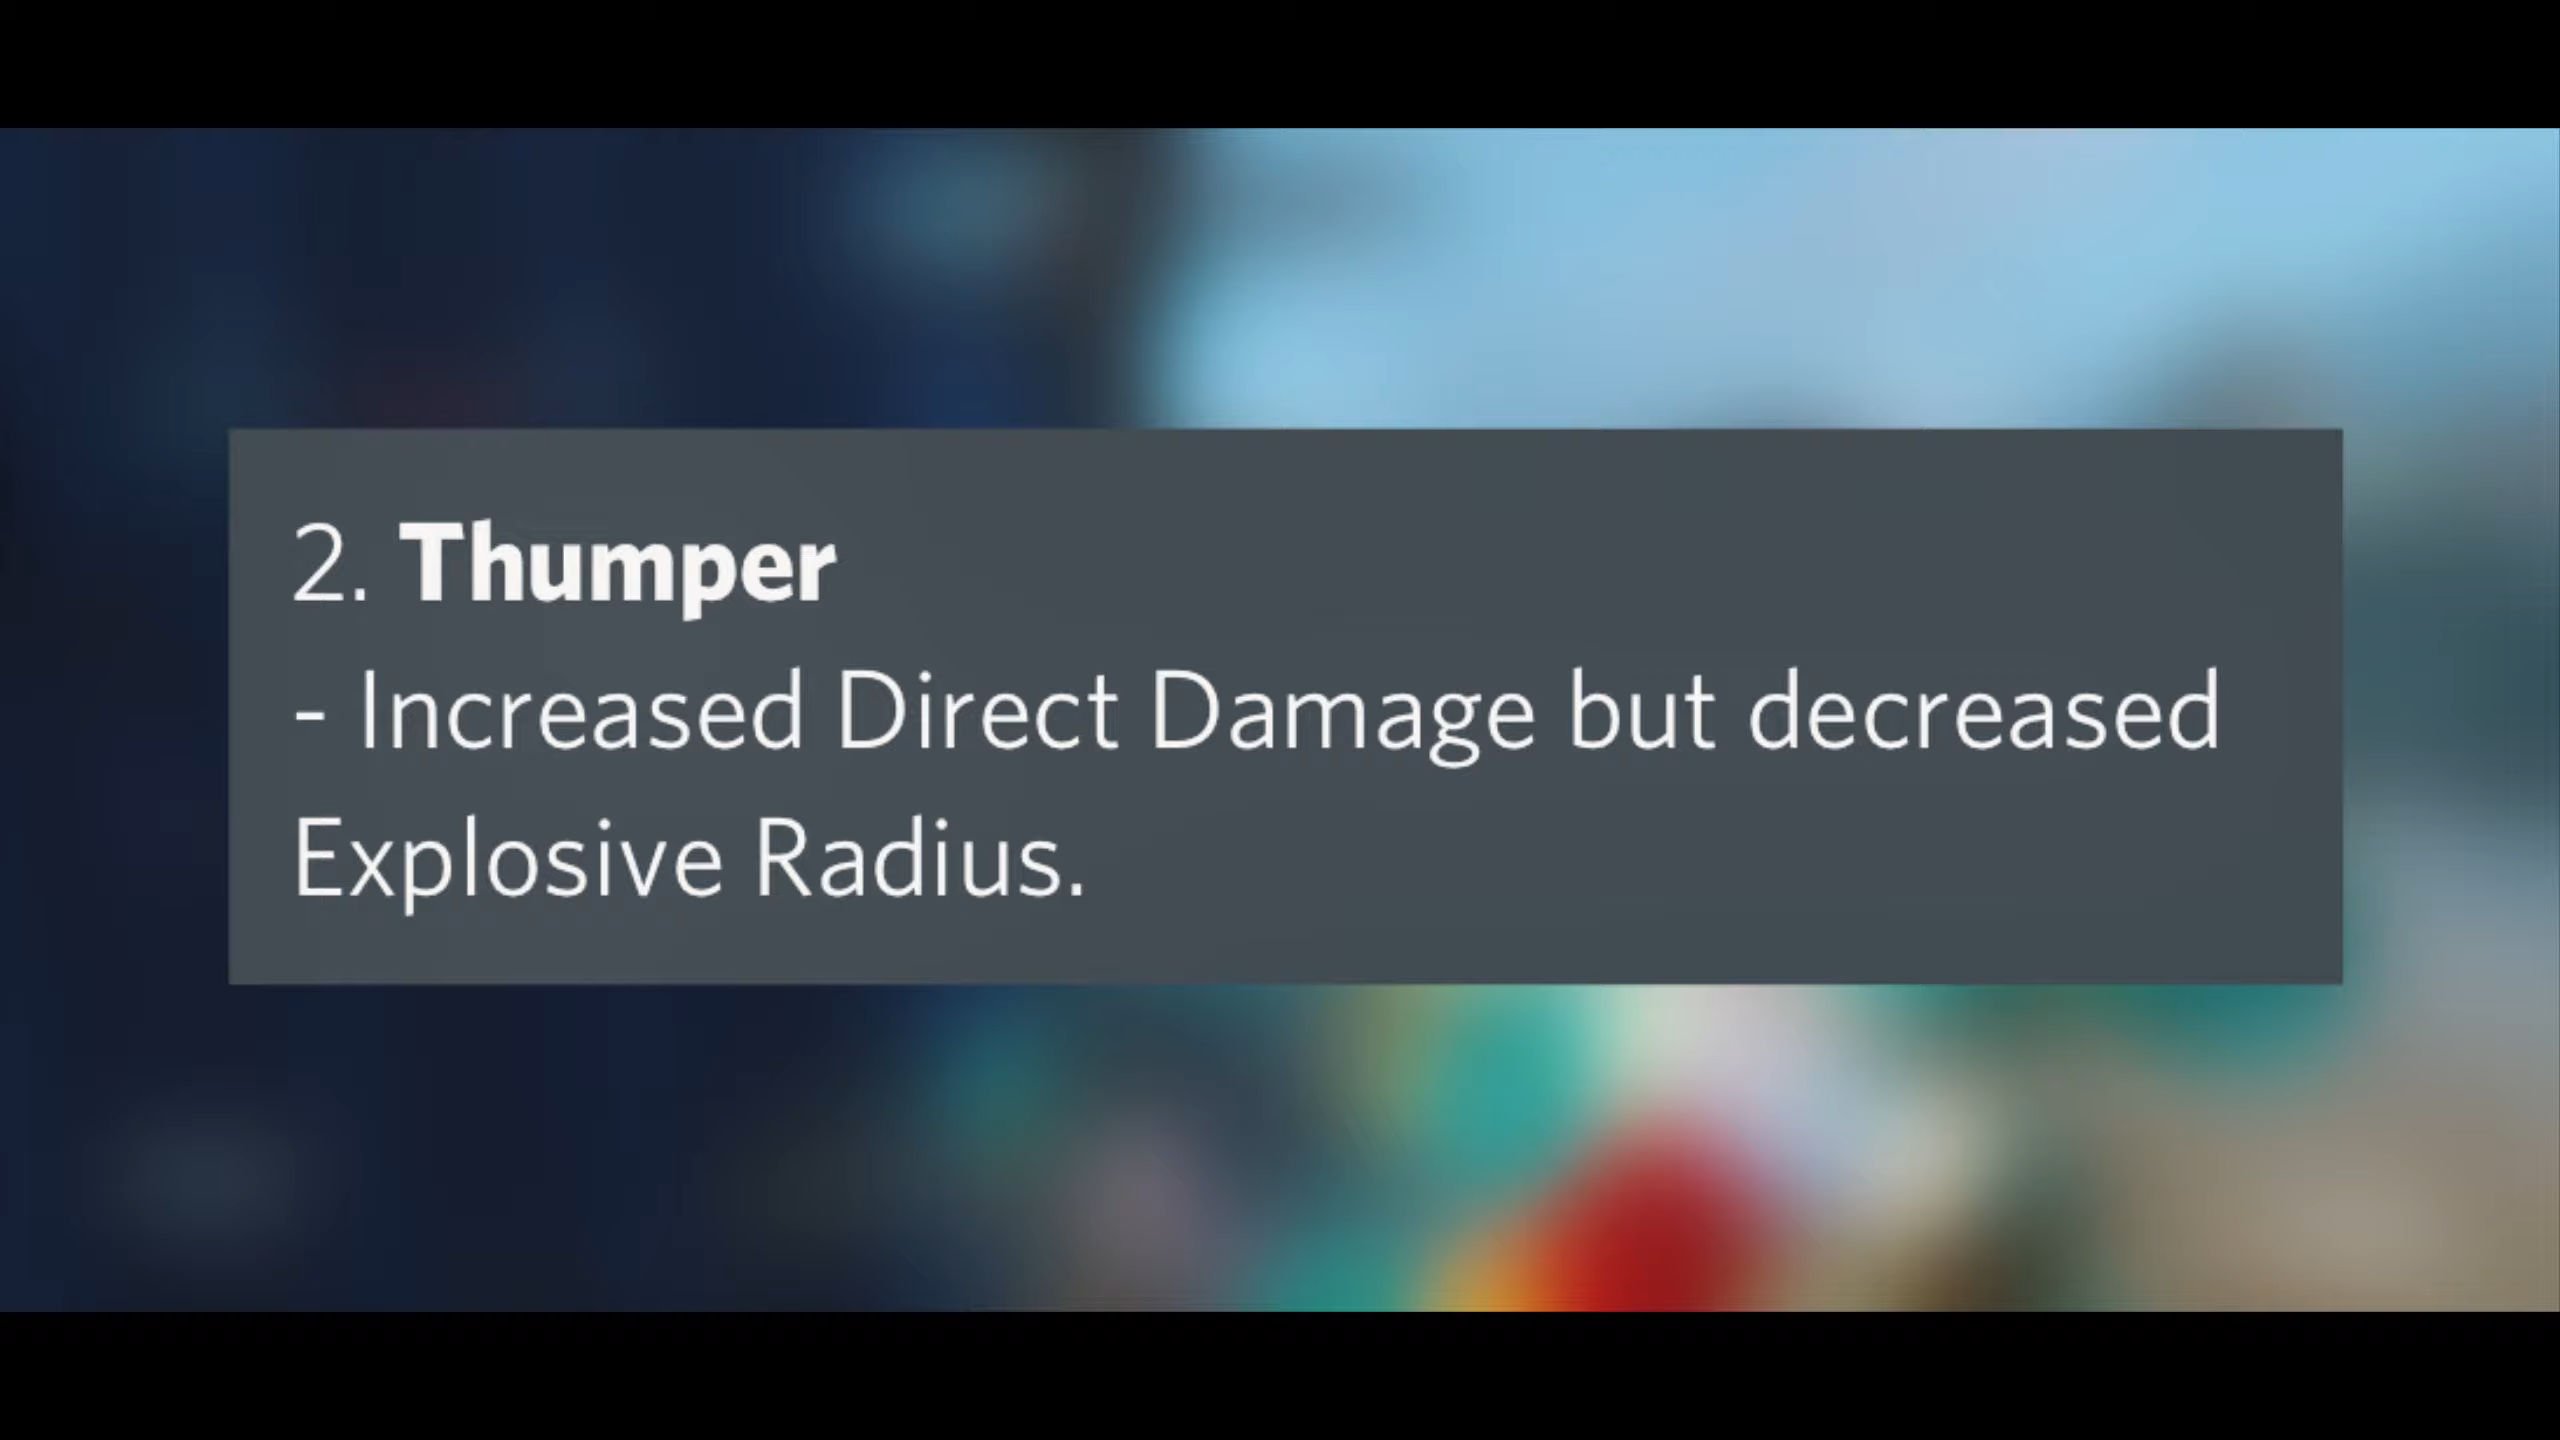 2. Thumper
- Increased Direct Damage but decreased
Explosive Radius.